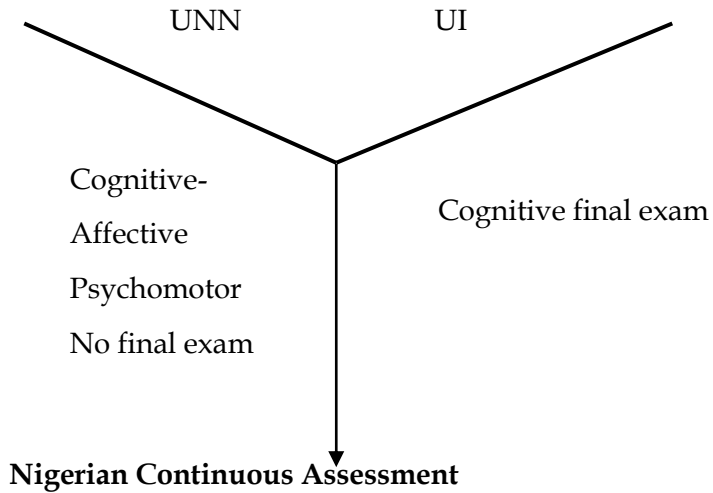 UNN UI
Cognitive-
Affective
Psychomotor
No final exam
Cognitive final exam
Nigerian Continuous Assessment